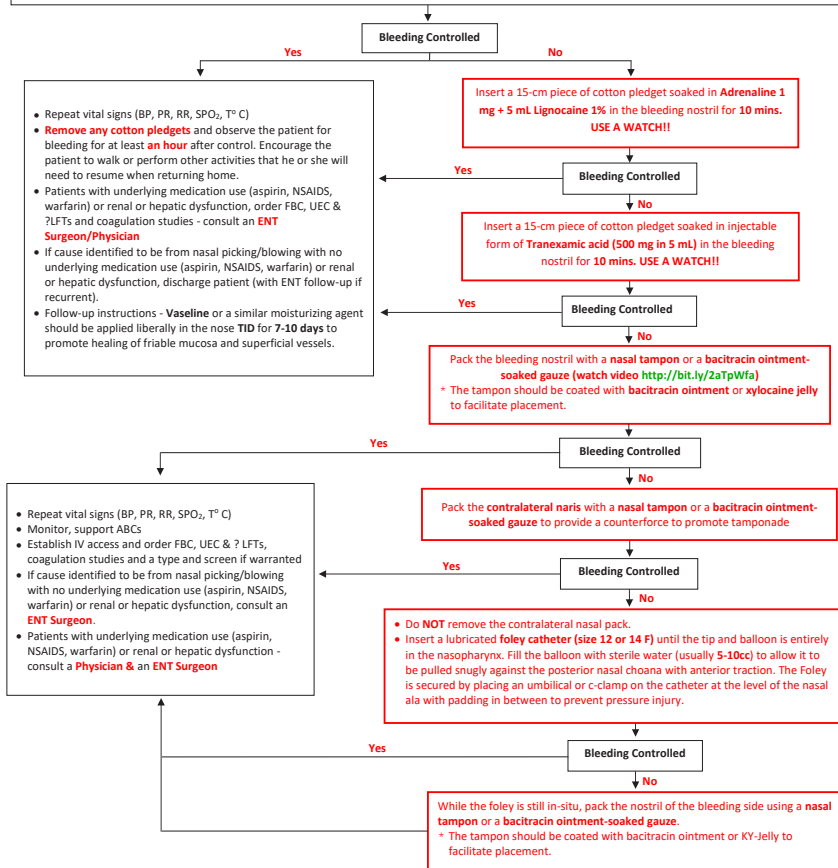 Bleeding Controlled
Yes
No
Insert a 15-cm piece of cotton pledget soaked in Adrenaline 1
mg + 5 mL Lignocaine 1% in the bleeding nostril for 10 mins.
USE A WATCH!!
• Repeat vital signs (BP, PR, RR, SPO₂, T° C)
• Remove any cotton pledgets and observe the patient for
bleeding for at least an hour after control. Encourage the
patient to walk or perform other activities that he or she will
need to resume when returning home.
• Patients with underlying medication use (aspirin, NSAIDS,
warfarin) or renal or hepatic dysfunction, order FBC, UEC &
?LFTs and coagulation studies - consult an ENT
Surgeon/Physician
• If cause identified to be from nasal picking/blowing with no
underlying medication use (aspirin, NSAIDS, warfarin) or renal
or hepatic dysfunction, discharge patient (with ENT follow-up if
recurrent).
• Follow-up instructions - Vaseline or a similar moisturizing agent
should be applied liberally in the nose TID for 7-10 days to
promote healing of friable mucosa and superficial vessels.
Yes
Bleeding Controlled
No
Insert a 15-cm piece of cotton pledget soaked in injectable
form of Tranexamic acid (500 mg in 5 mL) in the bleeding
nostril for 10 mins. USE A WATCH!!
Yes
Bleeding Controlled
No
Pack the bleeding nostril with a nasal tampon or a bacitracin ointment-
soaked gauze (watch video http://bit.ly/2aTpWfa)
* The tampon should be coated with bacitracin ointment or xylocaine jelly
to facilitate placement.
Yes
Bleeding Controlled
No
Pack the contralateral naris with a nasal tampon or a bacitracin ointment-
soaked gauze to provide a counterforce to promote tamponade
• Repeat vital signs (BP, PR, RR, SPO₂, T° C)
• Monitor, support ABCs
• Establish IV access and order FBC, UEC & ? LFTs,
coagulation studies and a type and screen if warranted
• If cause identified to be from nasal picking/blowing
with no underlying medication use (aspirin, NSAIDS,
warfarin) or renal or hepatic dysfunction, consult an
ENT Surgeon.
• Patients with underlying medication use (aspirin,
NSAIDS, warfarin) or renal or hepatic dysfunction -
consult a Physician & an ENT Surgeon
Yes
Bleeding Controlled
No
• Do NOT remove the contralateral nasal pack.
• Insert a lubricated foley catheter (size 12 or 14 F) until the tip and balloon is entirely
in the nasopharynx. Fill the balloon with sterile water (usually 5-10cc) to allow it to
be pulled snugly against the posterior nasal choana with anterior traction. The Foley
is secured by placing an umbilical or c-clamp on the catheter at the level of the nasal
ala with padding in between to prevent pressure injury.
Yes
Bleeding Controlled
No
While the foley is still in-situ, pack the nostril of the bleeding side using a nasal
tampon or a bacitracin ointment-soaked gauze.
* The tampon should be coated with bacitracin ointment or KY-Jelly to
facilitate placement.